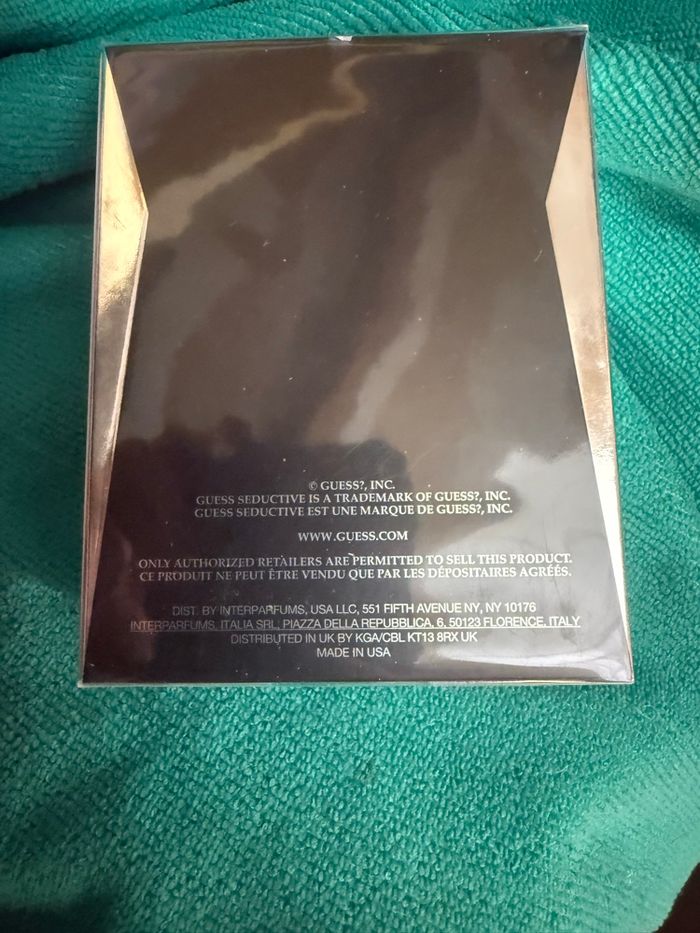 © GUESS?, INC.
GUESS SEDUCTIVE IS A TRADEMARK OF GUESS?, INC.
GUESS SEDUCTIVE EST UNE MARQUE DE GUESS?, INC.
WWW.GUESS.COM
ONLY AUTHORIZED RETAILERS ARE PERMITTED TO SELL THIS PRODUCT.
CE PRODUIT NE PEUT ÊTRE VENDU QUE PAR LES DÉPOSITAIRES AGRÉÉS.
DIST. BY INTERPARFUMS, USA LLC, 551 FIFTH AVENUE NY, NY 10176
INTERPARFUMS, ITALIA SRL; PIAZZA DELLA REPUBBLICA, 6, 50123 FLORENCE, ITALY
DISTRIBUTED IN UK BY KGA/CBL KT13 8RX UK
MADE IN USA